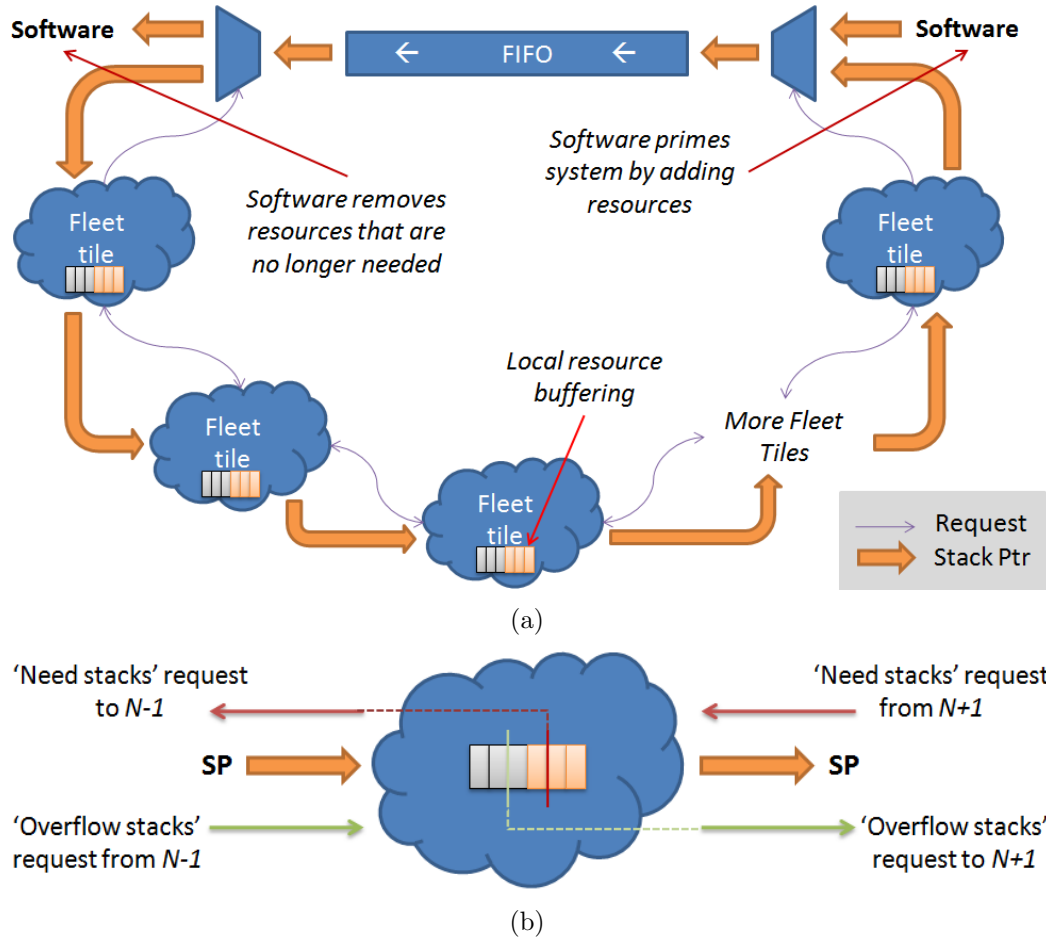 Software
FIFO
Software
Software primes
system by adding
resources
Software removes
resources that are
no longer needed
Fleet
tile
Fleet
tile
Local resource
buffering
Fleet
tile
More Fleet
Tiles
Fleet
tile
Request
Stack Ptr
(a)
'Need stacks' request
to N-1
'Need stacks' request
from N+1
SP
SP
'Overflow stacks'
request from N-1
'Overflow stacks'
request to N+1
(b)